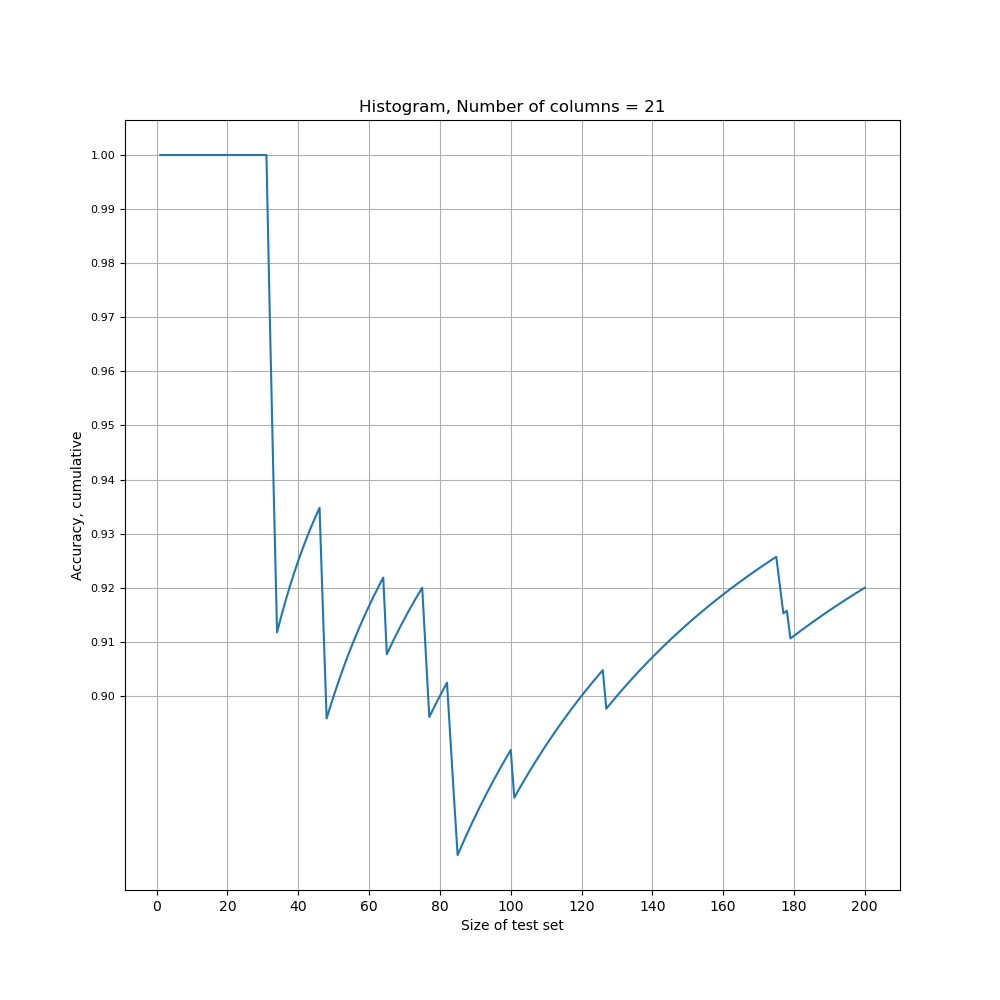 Histogram, Number of columns = 21
1.00
0.99
0.98
0.97
0.96
0.95
0.94
0.93
0.92
0.91
0.90
Accuracy, cumulative
0 20 40 60 80 100 120 140 160 180 200
Size of test set